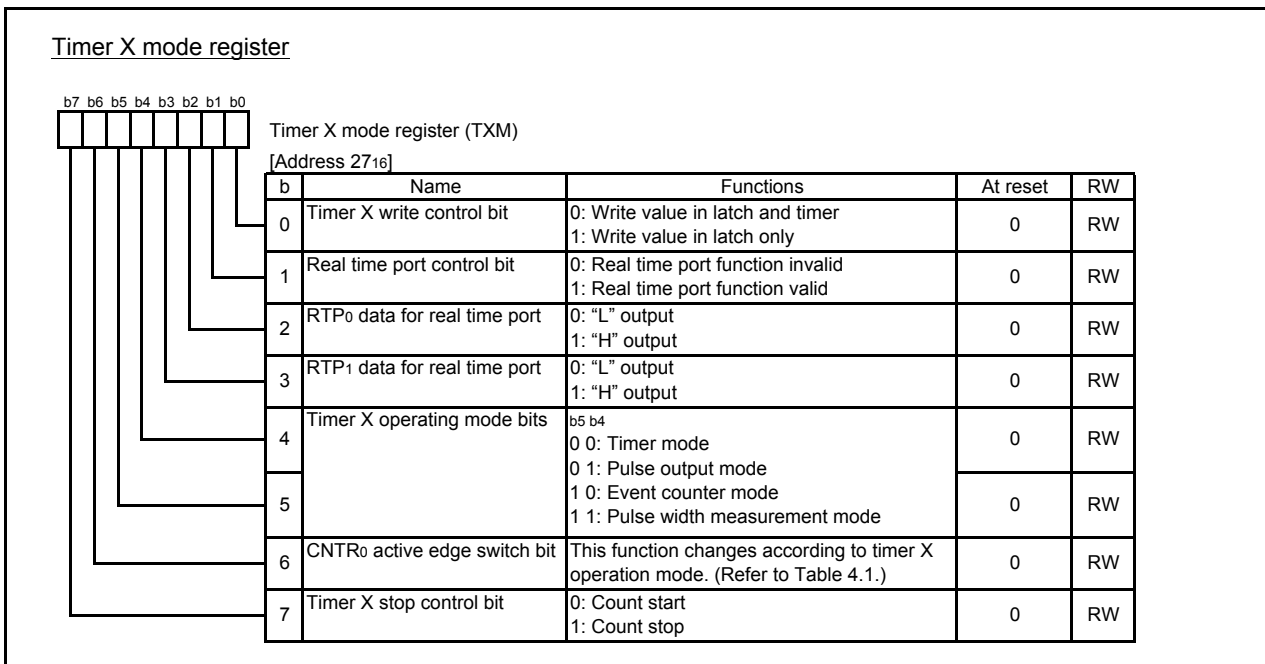 Timer X mode register
b7 b6 b5 b4 b3 b2 b1 b0
Timer X mode register (TXM)
[Address 2716]
b Name Functions At reset RW
0 Timer X write control bit 0: Write value in latch and timer 0 RW
1: Write value in latch only
1 Real time port control bit 0: Real time port function invalid 0 RW
1: Real time port function valid
2 RTP0 data for real time port 0: “L” output 0 RW
1: “H” output
3 RTP1 data for real time port 0: “L” output 0 RW
1: “H” output
4 Timer X operating mode bits b5 b4 0 RW
0 0: Timer mode
0 1: Pulse output mode
5 1 0: Event counter mode 0 RW
1 1: Pulse width measurement mode
6 CNTR0 active edge switch bit This function changes according to timer X 0 RW
operation mode. (Refer to Table 4.1.)
7 Timer X stop control bit 0: Count start 0 RW
1: Count stop